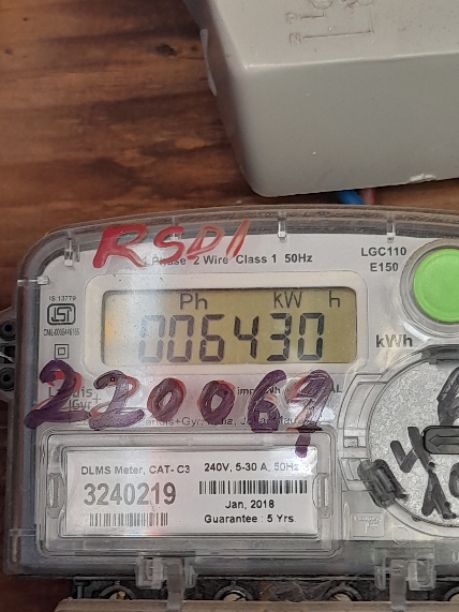 RSD1
1 Phase 2 Wire Class 1 50Hz
LGC110
E150
IS 13779
Ph kW h
006430
kWh
220069
DLMS Meter, CAT- C3
240V, 5-30 A, 50Hz
3240219
Jan, 2018
Guarantee : 5 Yrs.